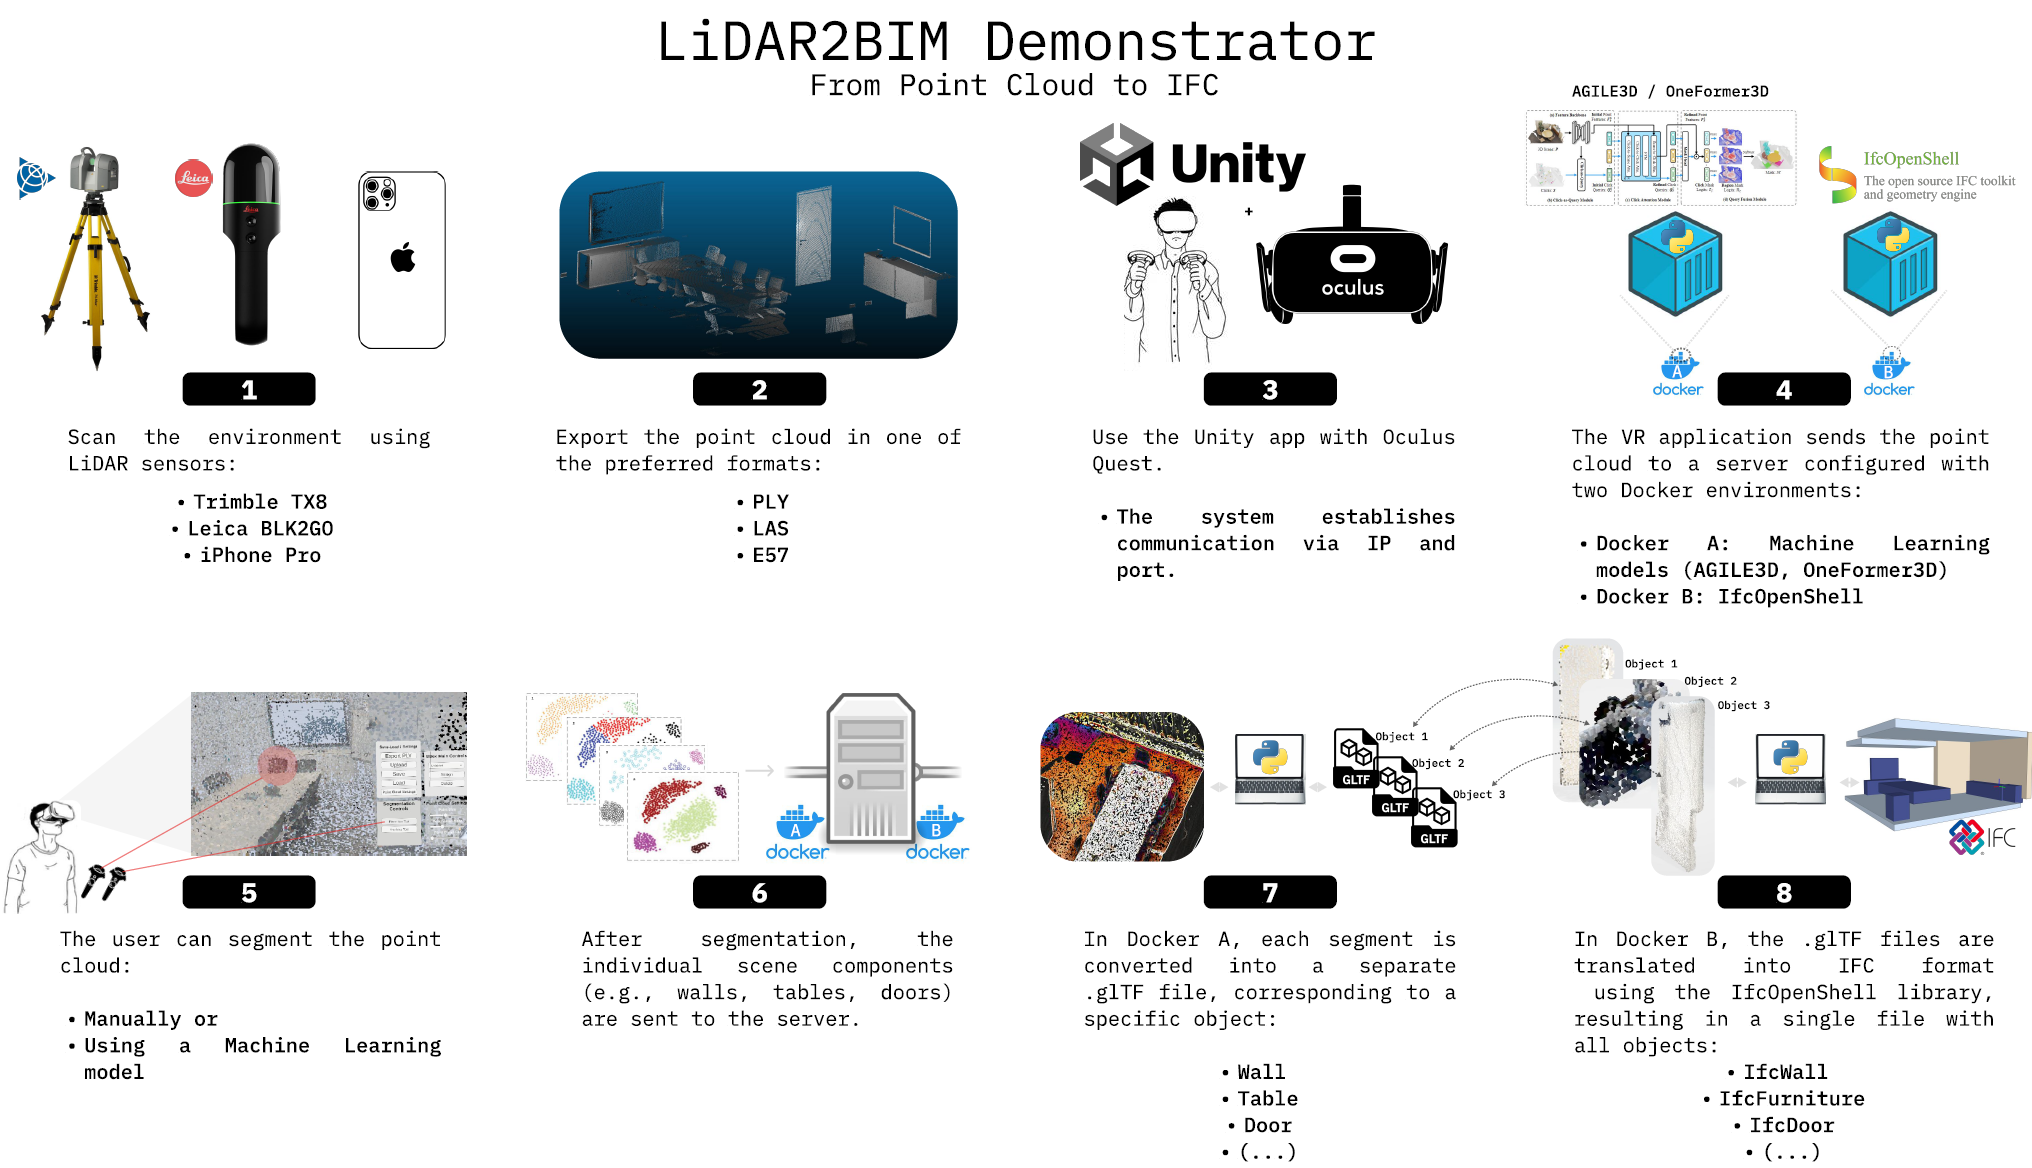 LiDAR2BIM Demonstrator
From Point Cloud to IFC
Leica
Leica
Unity
+
oculus
AGILE3D / OneFormer3D
IfcOpenShell
The open source IFC toolkit
and geometry engine
A
docker
B
docker
1
Scan the environment using
LiDAR sensors:
• Trimble TX8
• Leica BLK2GO
• iPhone Pro
2
Export the point cloud in one of
the preferred formats:
• PLY
• LAS
• E57
3
Use the Unity app with Oculus
Quest.
• The system establishes
communication via IP and
port.
4
The VR application sends the point
cloud to a server configured with
two Docker environments:
• Docker A: Machine Learning
models (AGILE3D, OneFormer3D)
• Docker B: IfcOpenShell
Export PLY
Upload
Save
Load
Segmentation
Controls
5
The user can segment the point
cloud:
• Manually or
• Using a Machine Learning
model
A
docker
B
docker
6
After segmentation, the
individual scene components
(e.g., walls, tables, doors)
are sent to the server.
Object 1
GLTF
Object 2
GLTF
Object 3
GLTF
7
In Docker A, each segment is
converted into a separate
.glTF file, corresponding to a
specific object:
• Wall
• Table
• Door
• (...)
Object 1
Object 2
Object 3
IFC
8
In Docker B, the .glTF files are
translated into IFC format
using the IfcOpenShell library,
resulting in a single file with
all objects:
• IfcWall
• IfcFurniture
• IfcDoor
• (...)